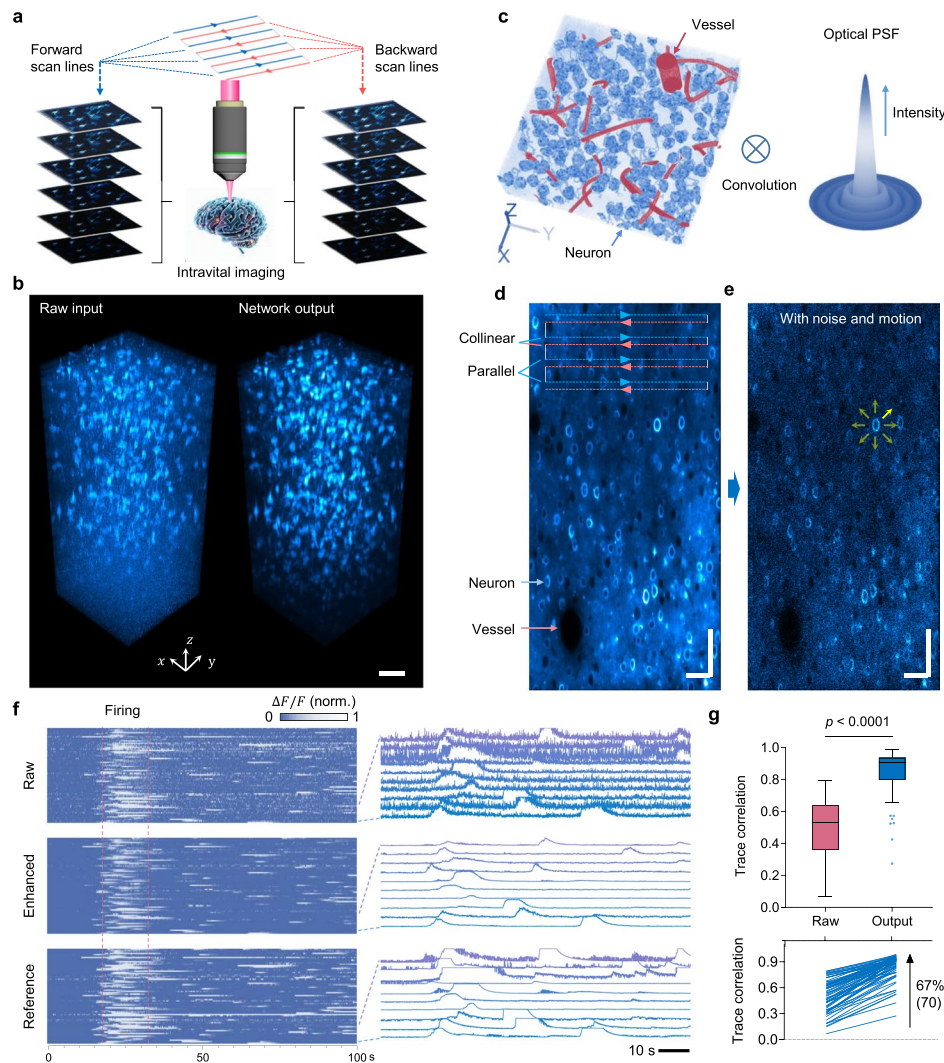 a
Forward
scan lines
Backward
scan lines
Intravital imaging
b
Raw input
Network output
z
x
y
c
Vessel
Optical PSF
Intensity
Convolution
Z
Y
X
Neuron
d
Collinear
Parallel
Neuron
Vessel
e
With noise and motion
f
Firing
ΔF/F (norm.)
0
1
Raw
Enhanced
Reference
0
50
100 s
10 s
g
p < 0.0001
Trace correlation
1.0
0.8
0.6
0.4
0.2
0.0
Raw
Output
Trace correlation
0.9
0.6
0.3
0.0
67%
(70)